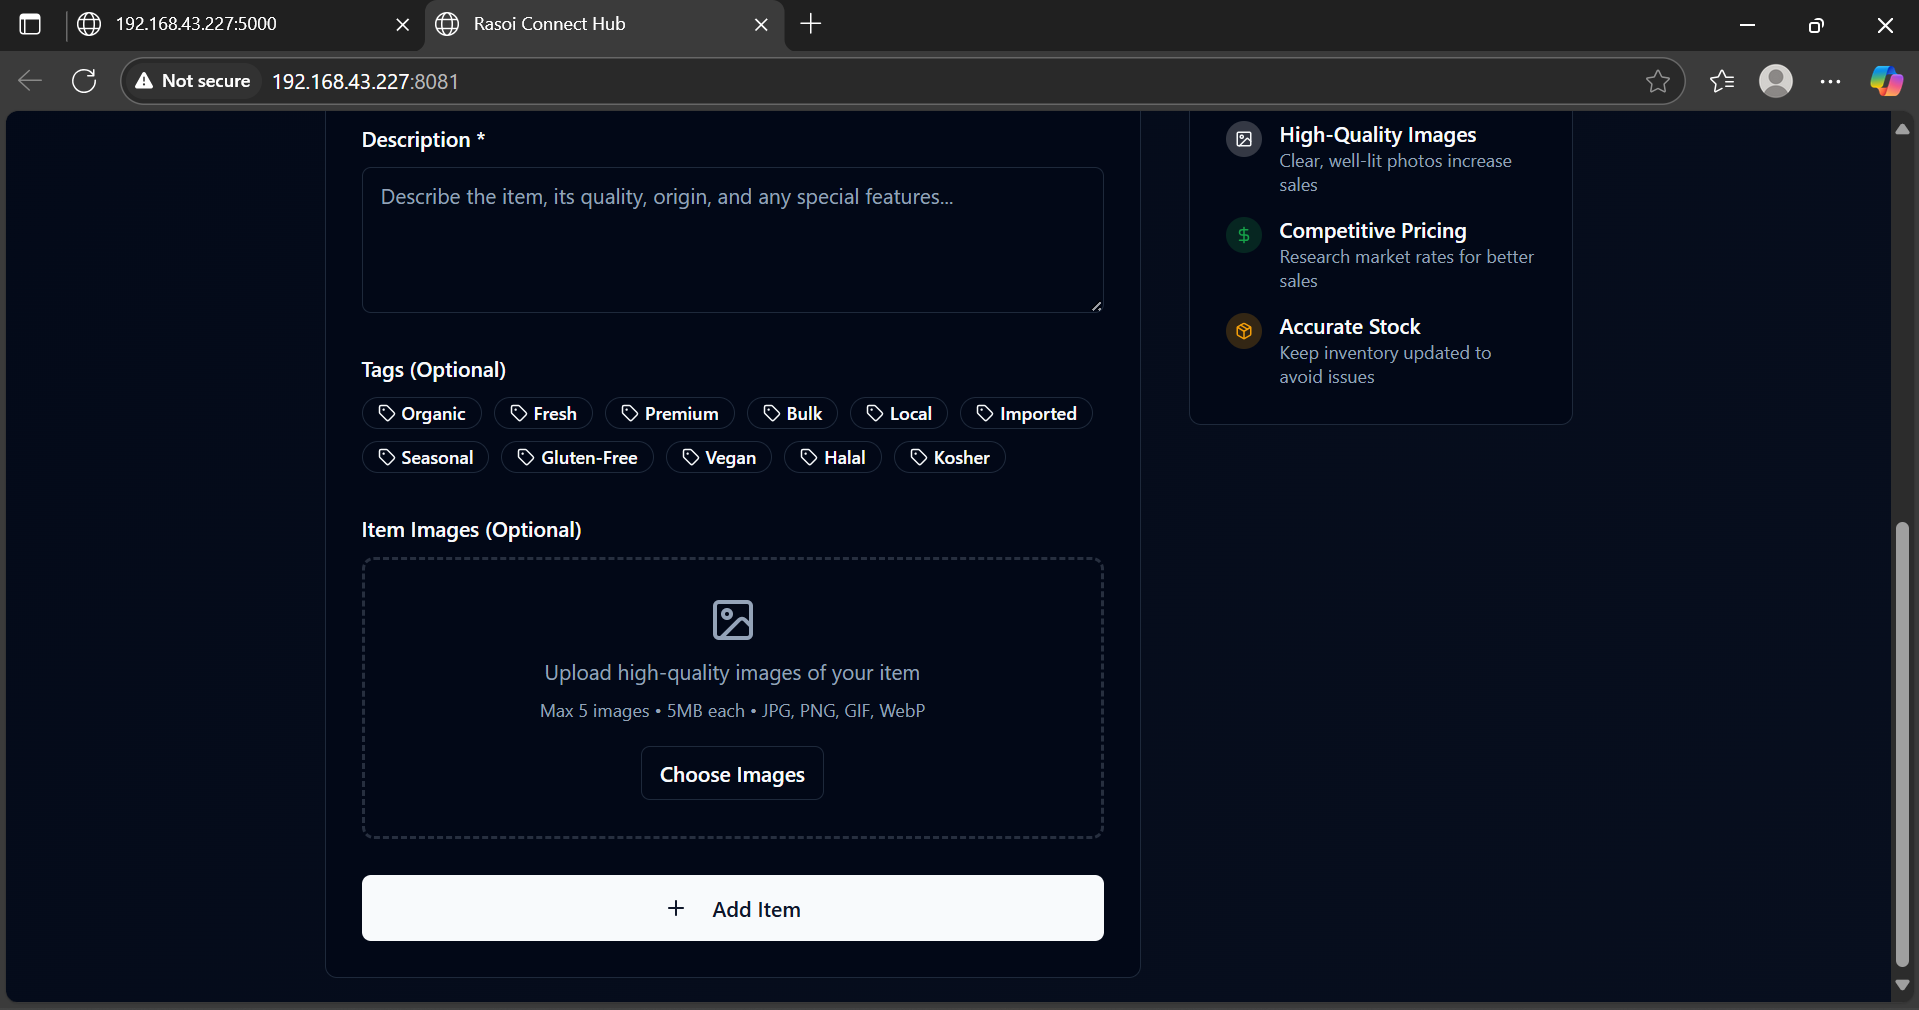 192.168.43.227:5000
Rasoi Connect Hub
Not secure
192.168.43.227:8081
Description *
Describe the item, its quality, origin, and any special features...
Tags (Optional)
Organic
Fresh
Premium
Bulk
Local
Imported
Seasonal
Gluten-Free
Vegan
Halal
Kosher
Item Images (Optional)
Upload high-quality images of your item
Max 5 images • 5MB each • JPG, PNG, GIF, WebP
Choose Images
Add Item
High-Quality Images
Clear, well-lit photos increase
sales
$
Competitive Pricing
Research market rates for better
sales
Accurate Stock
Keep inventory updated to
avoid issues